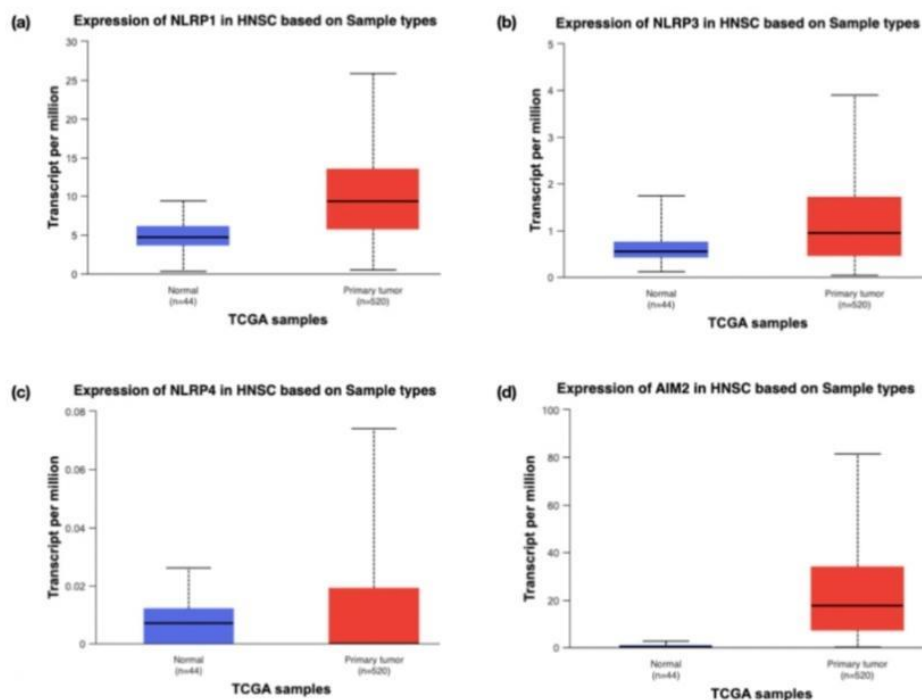 (a)
Expression of NLRP1 in HNSC based on Sample types
Transcript per million
30
25
20
15
10
5
0
Normal
(n=44)
Primary tumor
(n=520)
TCGA samples
(b)
Expression of NLRP3 in HNSC based on Sample types
Transcript per million
5
4
3
2
1
0
Normal
(n=44)
Primary tumor
(n=520)
TCGA samples
(c)
Expression of NLRP4 in HNSC based on Sample types
Transcript per million
0.08
0.06
0.04
0.02
0
Normal
(n=44)
Primary tumor
(n=520)
TCGA samples
(d)
Expression of AIM2 in HNSC based on Sample types
Transcript per million
100
80
60
40
20
0
Normal
(n=44)
Primary tumor
(n=520)
TCGA samples